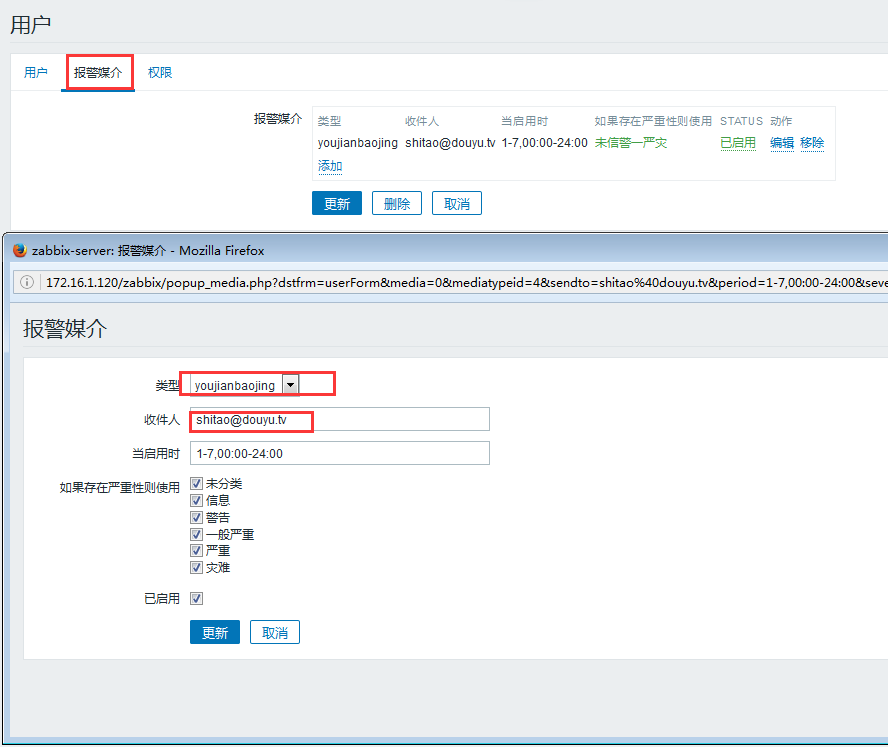 用户
用户 报警媒介 权限
报警媒介 类型 收件人 当启用时 如果存在严重性则使用 STATUS 动作
youjianbaojing shitao@douyu.tv 1-7,00:00-24:00 未信警一严灾 已启用 编辑 移除
添加
更新 删除 取消
zabbix-server: 报警媒介 - Mozilla Firefox
172.16.1.120/zabbix/popup_media.php?dstfrm=userForm&media=0&mediatypeid=4&sendto=shitao%40douyu.tv&period=1-7,00:00-24:00&seve
报警媒介
类型 youjianbaojing
收件人 shitao@douyu.tv
当启用时 1-7,00:00-24:00
如果存在严重性则使用 未分类
信息
警告
一般严重
严重
灾难
已启用
更新 取消